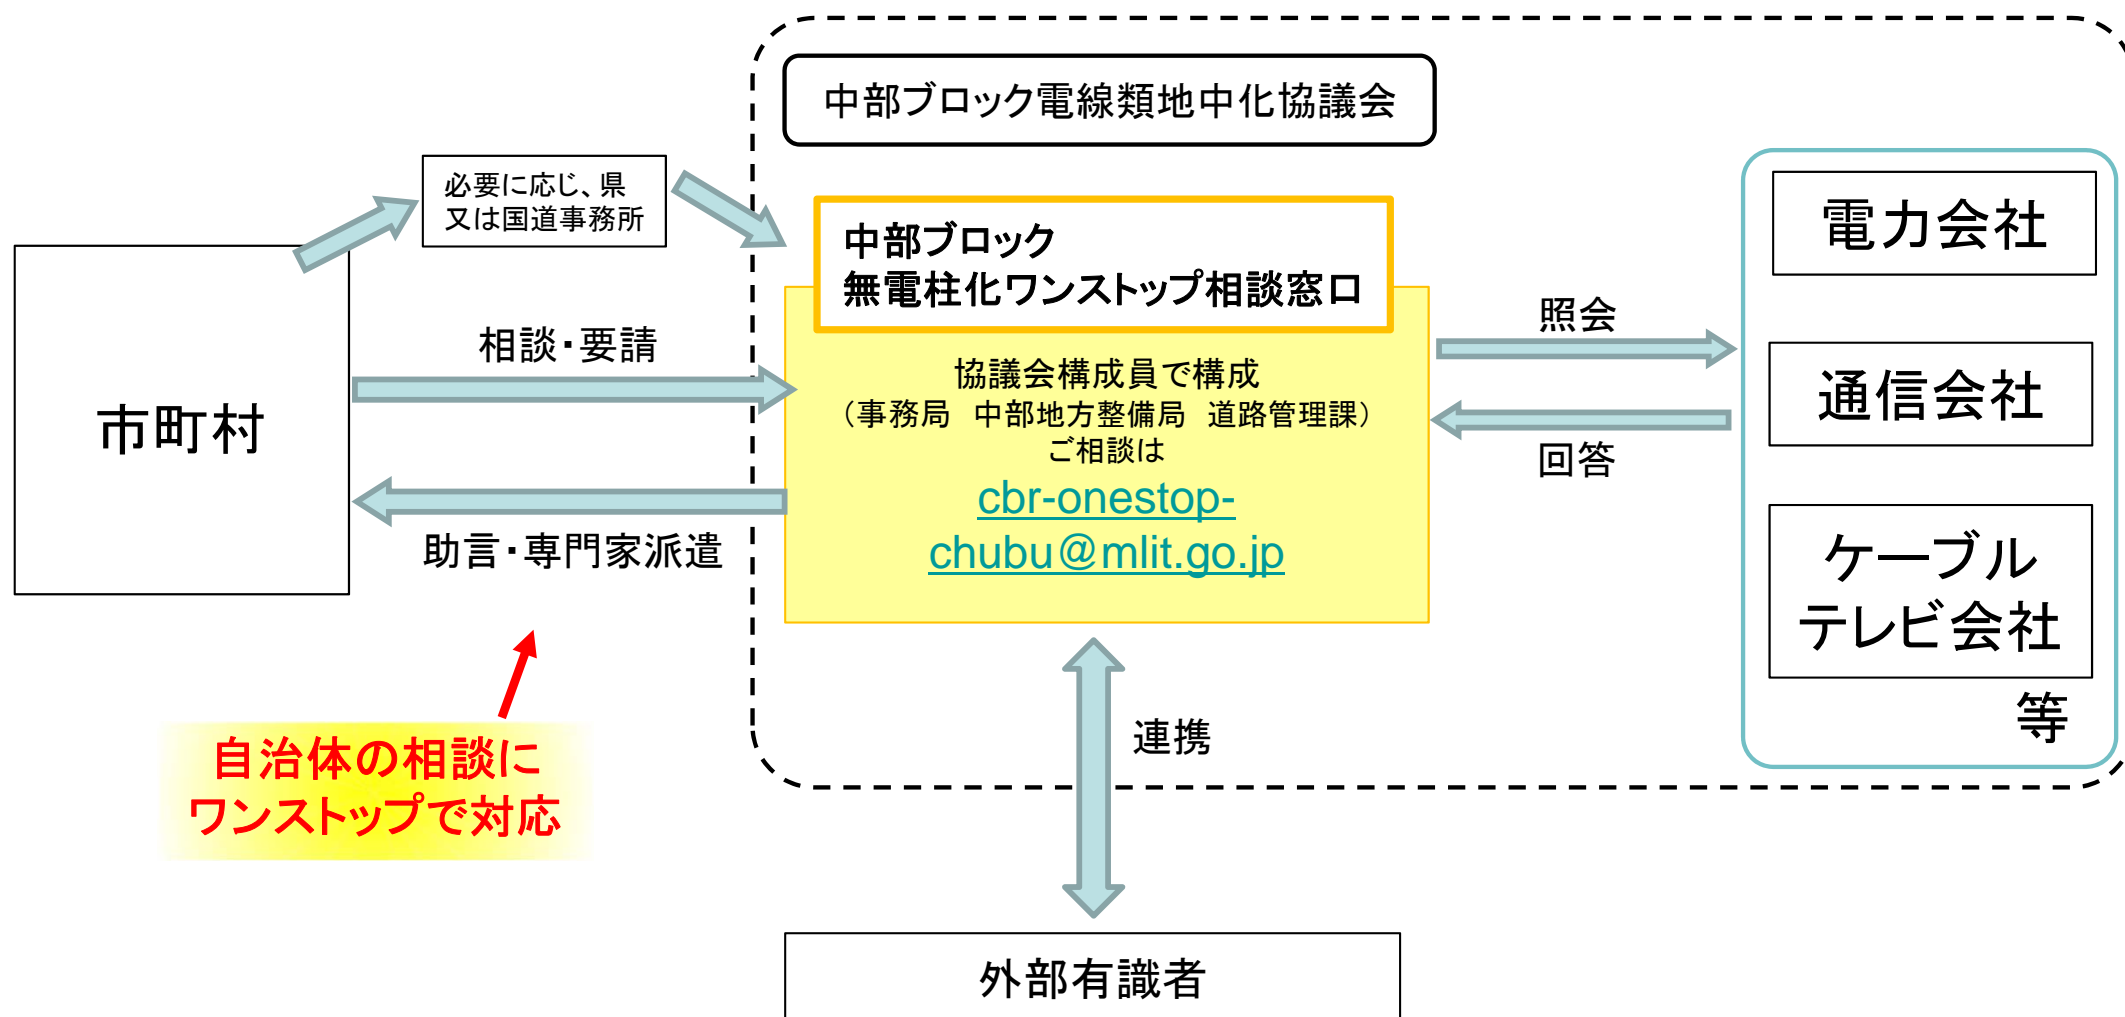 中部ブロック電線類地中化協議会
必要に応じ、県
又は国道事務所
中部ブロック
無電柱化ワンストップ相談窓口
電力会社
照会
相談・要請
市町村
協議会構成員で構成
（事務局　中部地方整備局　道路管理課）
ご相談は
cbr-onestop-
chubu@mlit.go.jp
通信会社
回答
助言・専門家派遣
ケーブル
テレビ会社
等
連携
自治体の相談に
ワンストップで対応
外部有識者